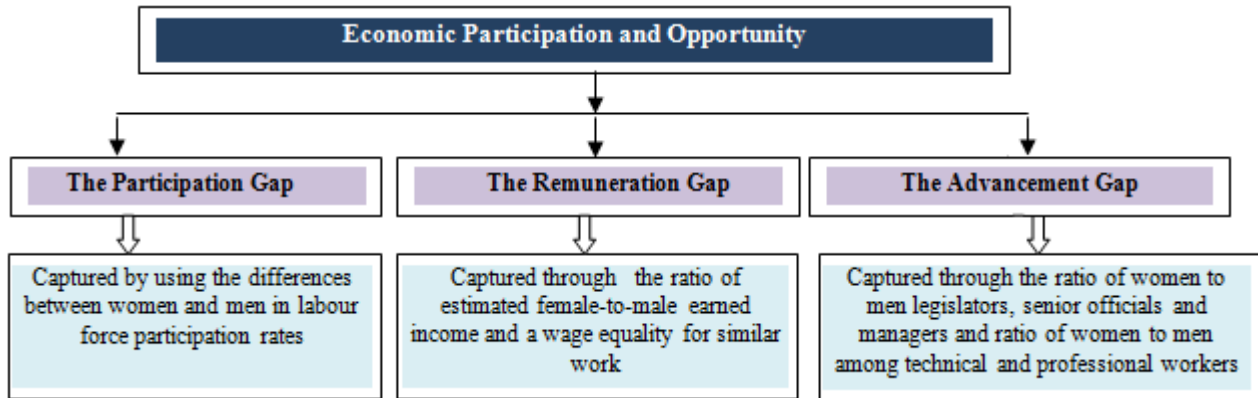 Economic Participation and Opportunity
The Participation Gap
The Remuneration Gap
The Advancement Gap
Captured by using the differences
between women and men in labour
force participation rates
Captured through the ratio of
estimated female-to-male earned
income and a wage equality for similar
work
Captured through the ratio of women to
men legislators, senior officials and
managers and ratio of women to men
among technical and professional workers